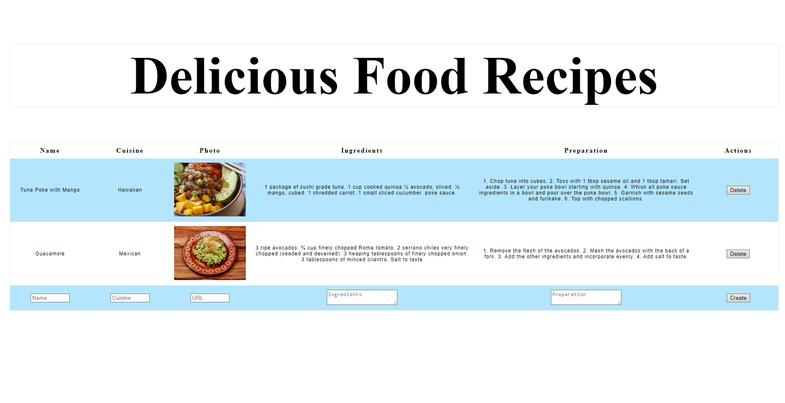 Delicious Food Recipes
Name Cuisine Photo Ingredients Preparation Actions
Tuna Poke with Mango
Hawaiian
1 package of sushi grade tuna. 1 cup cooked quinoa ½ avocado, sliced. ½
mango, cubed. 1 shredded carrot. 1 small sliced cucumber. poke sauce.
1. Chop tuna into cubes. 2. Toss with 1 tbsp sesame oil and 1 tbsp tamari. Set
aside. 3. Layer your poke bowl starting with quinoa. 4. Whisk all poke sauce
ingredients in a bowl and pour over the poke bowl. 5. Garnish with sesame seeds
and furikake. 6. Top with chopped scallions.
Delete
Guacamole
Mexican
3 ripe avocados. ¾ cup finely chopped Roma tomato. 2 serrano chiles very finely
chopped (seeded and deveined). 3 heaping tablespoons of finely chopped onion.
3 tablespoons of minced cilantro. Salt to taste
1. Remove the flesh of the avocados. 2. Mash the avocados with the back of a
fork. 3. Add the other ingredients and incorporate evenly. 4. Add salt to taste.
Delete
Name Cuisine URL Ingredients Preparation Create